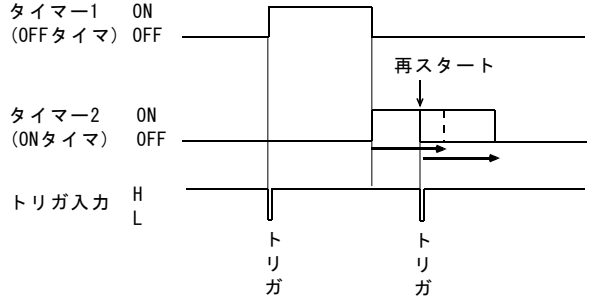 タイマー1 ON
(OFFタイマ) OFF
再スタート
タイマー2 ON
(ONタイマ) OFF
トリガ入力 H
L
トリガ
トリガ